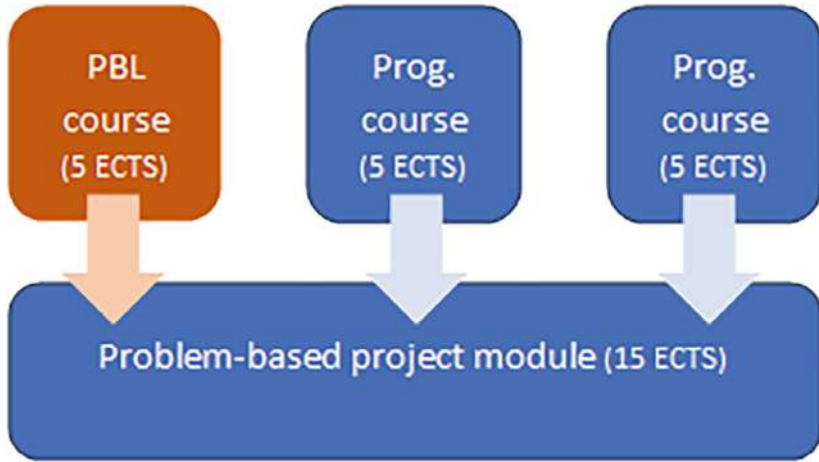 PBL
course
(5 ECTS)
Prog.
course
(5 ECTS)
Prog.
course
(5 ECTS)
Problem-based project module (15 ECTS)